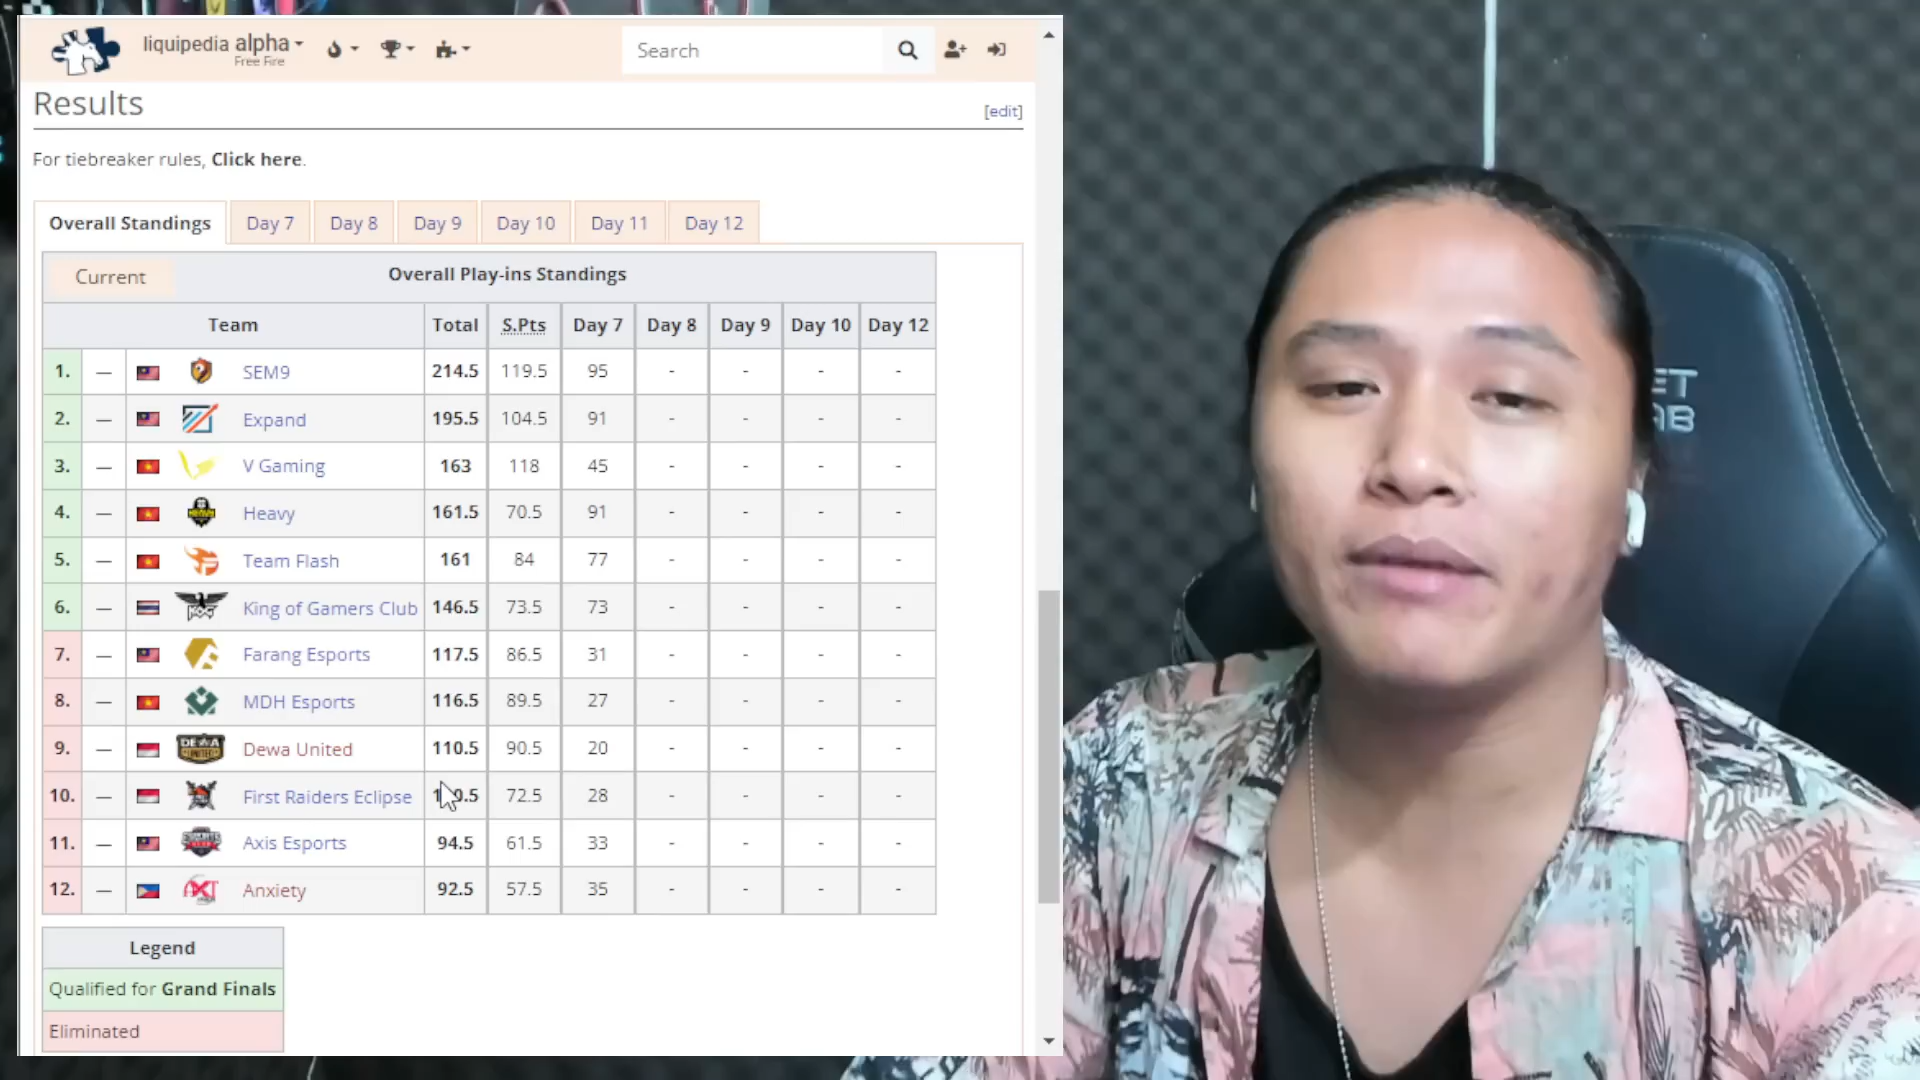 liquipedia alpha
Free Fire
Search
Results
[edit]
For tiebreaker rules, Click here.
Overall Standings Day 7 Day 8 Day 9 Day 10 Day 11 Day 12
Current Overall Play-ins Standings
Team Total S.Pts Day 7 Day 8 Day 9 Day 10 Day 12
1. — SEM9 214.5 119.5 95 - - - -
2. — Expand 195.5 104.5 91 - - - -
3. — V Gaming 163 118 45 - - - -
4. — HEAVY Heavy 161.5 70.5 91 - - - -
5. — Team Flash 161 84 77 - - - -
6. — KOG King of Gamers Club 146.5 73.5 73 - - - -
7. — Farang Esports 117.5 86.5 31 - - - -
8. — MDH Esports 116.5 89.5 27 - - - -
9. — DEWA UNITED Dewa United 110.5 90.5 20 - - - -
10. — First Raiders Eclipse 72.5 28 - - - -
11. — Axis Esports 94.5 61.5 33 - - - -
12. — AXT Anxiety 92.5 57.5 35 - - - -
Legend
Qualified for Grand Finals
Eliminated